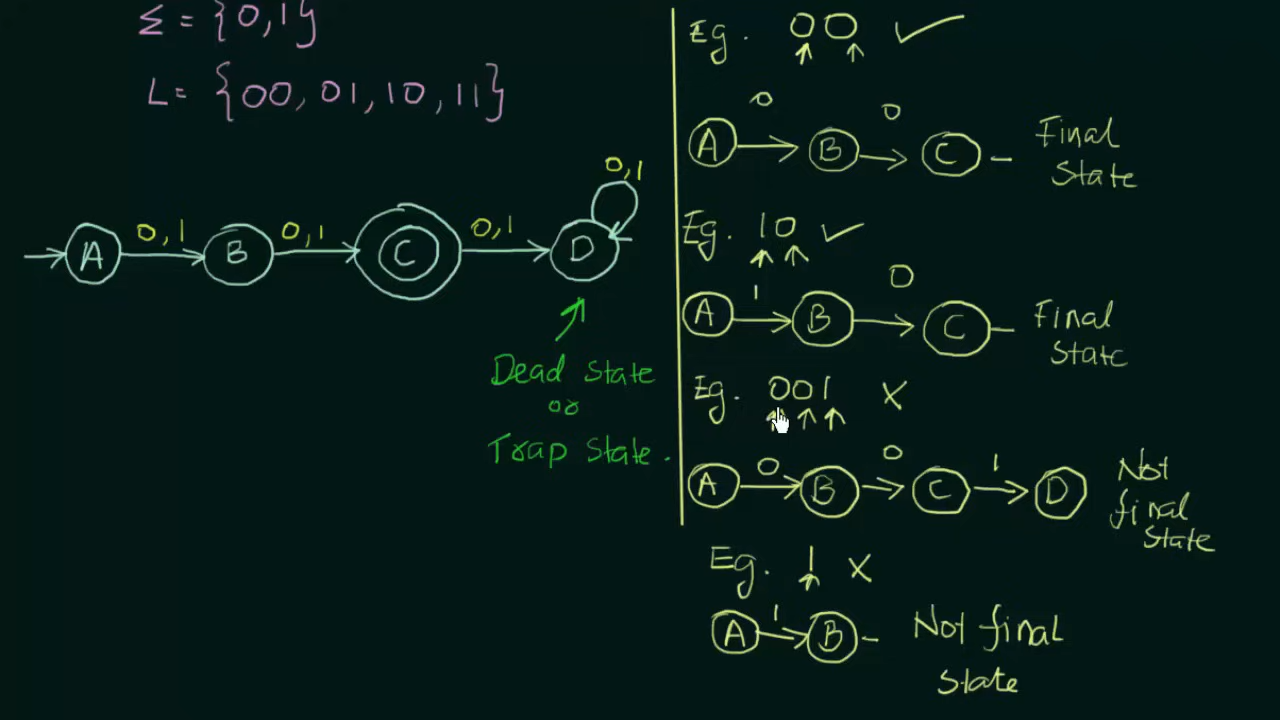 Σ = {0,1}
L = {00, 01, 10, 11}
0,1
A 0,1 B 0,1 C 0,1 D
Dead State
or
Trap State.
Eg. 00 ✓
0 0
A B C Final
State
Eg. 10 ✓
1 0
A B C Final
State
Eg. 001 X
0 0 1
A B C D Not
final
State
Eg. 1 X
1
A B Not final
State